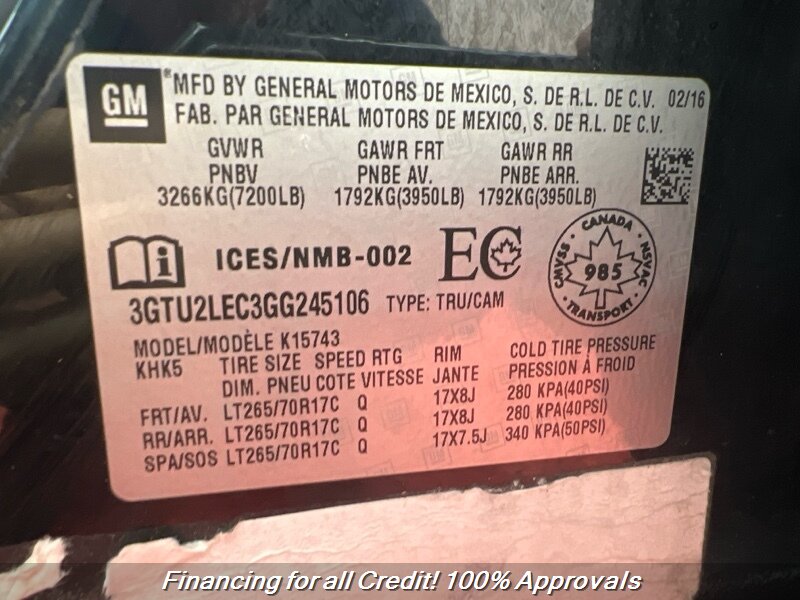 GM ®MFD BY GENERAL MOTORS DE MEXICO, S. DE R.L. DE C.V. 02/16
FAB. PAR GENERAL MOTORS DE MEXICO, S. DE R.L. DE C.V.
GVWR GAWR FRT GAWR RR
PNBV PNBE AV. PNBE ARR.
3266KG(7200LB) 1792KG(3950LB) 1792KG(3950LB)
ICES/NMB-002 EC CANADA CMVSS 985 NSVAC TRANSPORT
3GTU2LEC3GG245106 TYPE: TRU/CAM
MODEL/MODÈLE K15743
KHK5 TIRE SIZE SPEED RTG RIM COLD TIRE PRESSURE
DIM. PNEU COTE VITESSE JANTE PRESSION À FROID
FRT/AV. LT265/70R17C Q 17X8J 280 KPA(40PSI)
RR/ARR. LT265/70R17C Q 17X8J 280 KPA(40PSI)
SPA/SOS LT265/70R17C Q 17X7.5J 340 KPA(50PSI)
Financing for all Credit! 100% Approvals